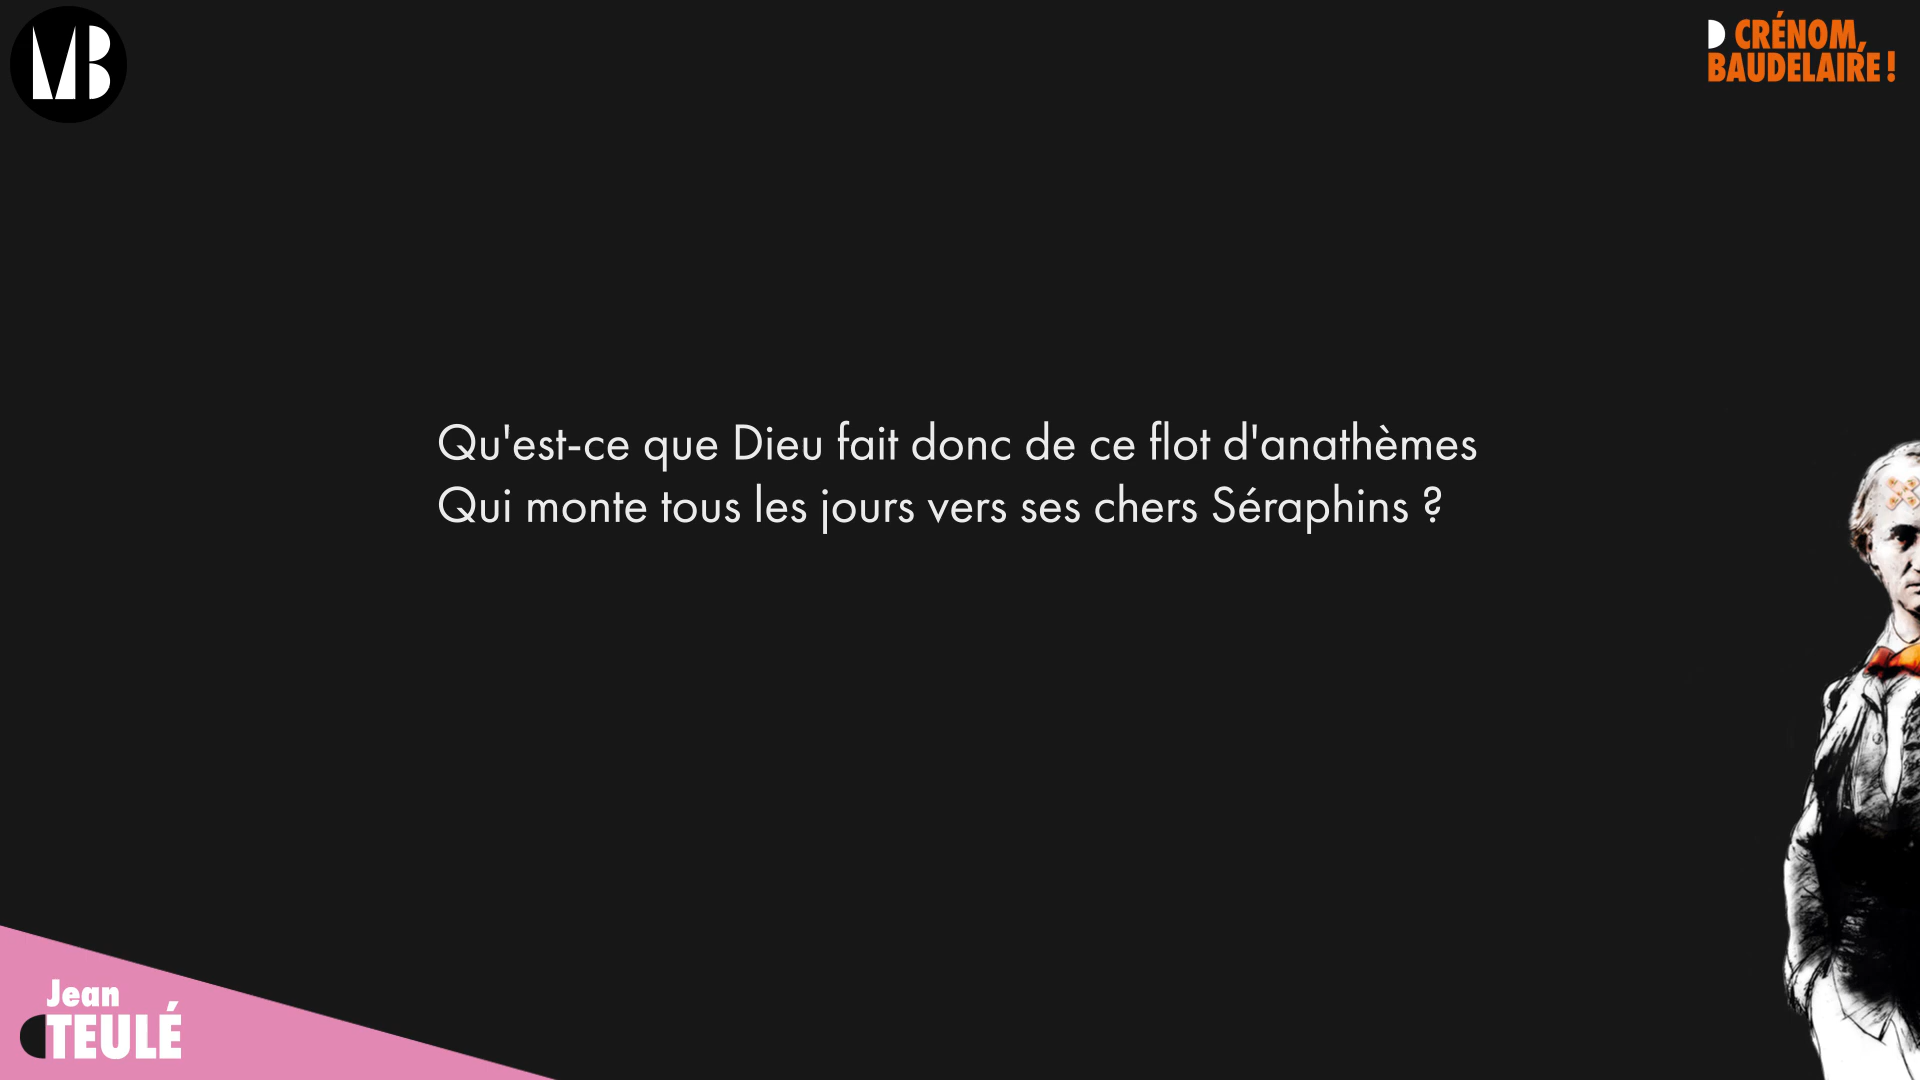 MB
CRÉNOM,
BAUDELAIRE !
Qu'est-ce que Dieu fait donc de ce flot d'anathèmes
Qui monte tous les jours vers ses chers Séraphins ?
Jean
TEULÉ